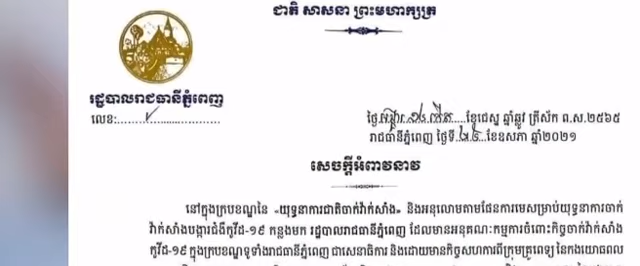 ជាតិ សាសនា ព្រះមហាក្សត្រ
រដ្ឋបាលរាជធានីភ្នំពេញ
លេខ:
ថ្ងៃ ខែជេស្ឋ ឆ្នាំឆ្លូវ ត្រីស័ក ព.ស.២៥៦៥
រាជធានីភ្នំពេញ ថ្ងៃទី ខែឧសភា ឆ្នាំ២០២១
សេចក្តីអំពាវនាវ
នៅក្នុងក្របខណ្ឌនៃ «យុទ្ធនាការជាតិចាក់វ៉ាក់សាំង» និងអនុលោមតាមផែនការមេសម្រាប់យុទ្ធនាការចាក់
វ៉ាក់សាំងបង្ការជំងឺកូវីដ-១៩ កន្លងមក រដ្ឋបាលរាជធានីភ្នំពេញ ដែលមានអនុគណៈកម្មការចំពោះកិច្ចចាក់វ៉ាក់សាំង
កូវីដ-១៩ ក្នុងក្របខណ្ឌទូទាំងរាជធានីភ្នំពេញ ជាសេនាធិការ និងដោយមានកិច្ចសហការពីក្រុមគ្រូពេទ្យ នៃកងយោធពល